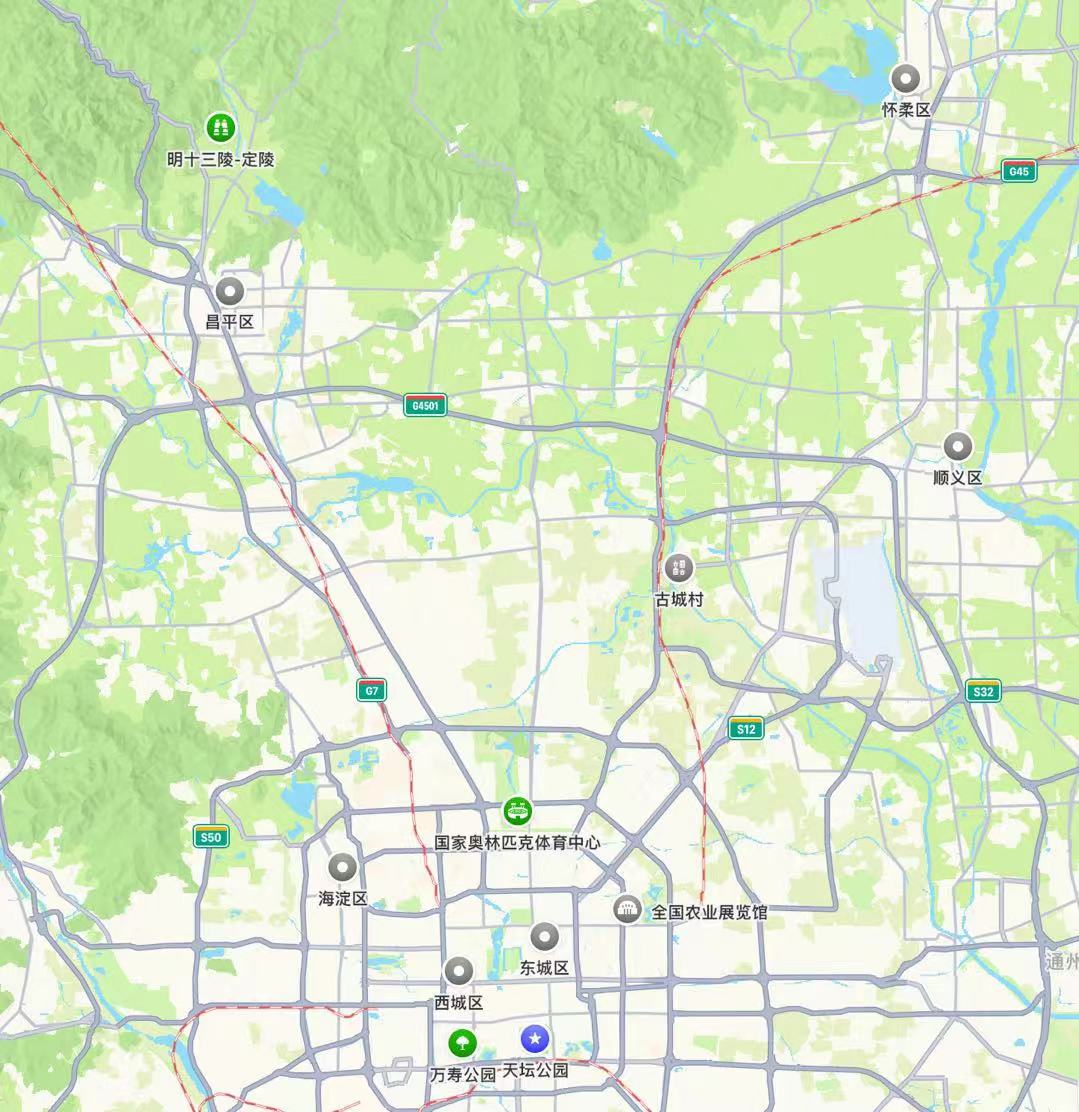 怀柔区
明十三陵-定陵
G45
昌平区
G4501
顺义区
古城村
G7
S32
S12
S50
国家奥林匹克体育中心
海淀区
全国农业展览馆
东城区
通州
西城区
万寿公园
天坛公园